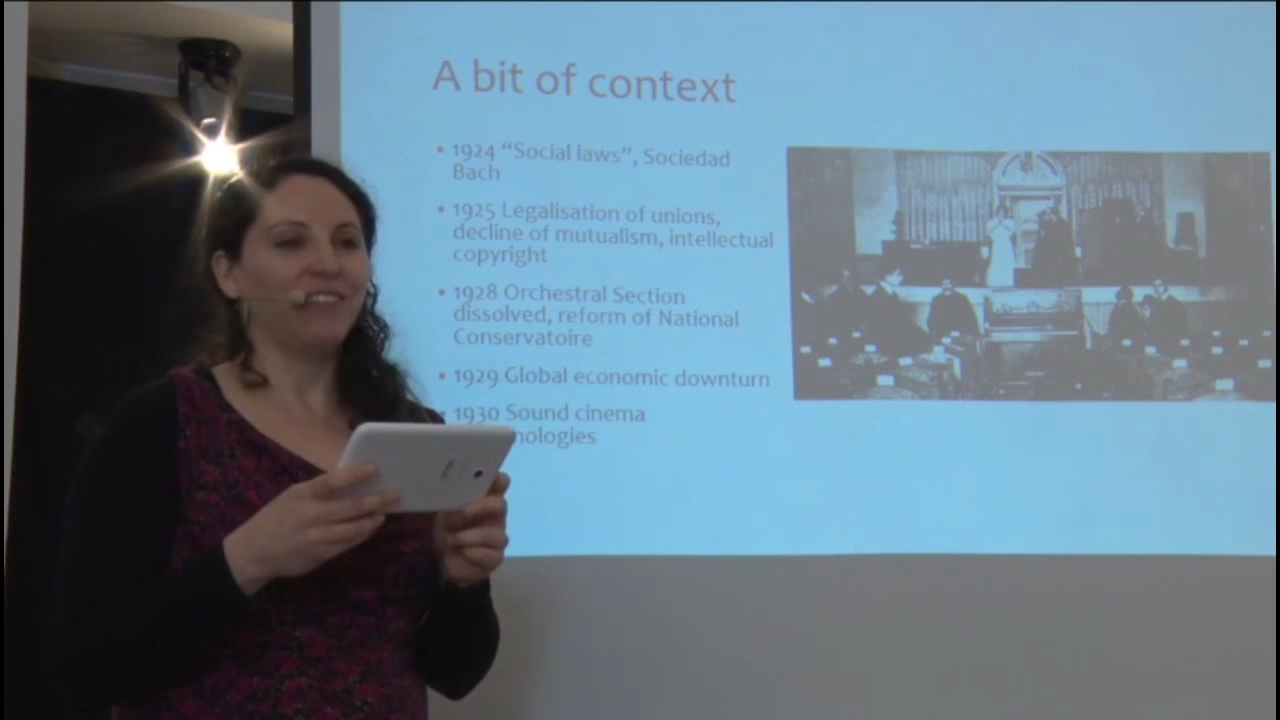 A bit of context
• 1924 “Social laws”, Sociedad
Bach
• 1925 Legalisation of unions,
decline of mutualism, intellectual
copyright
• 1928 Orchestral Section
dissolved, reform of National
Conservatoire
• 1929 Global economic downturn
• 1930 Sound cinema
nologies